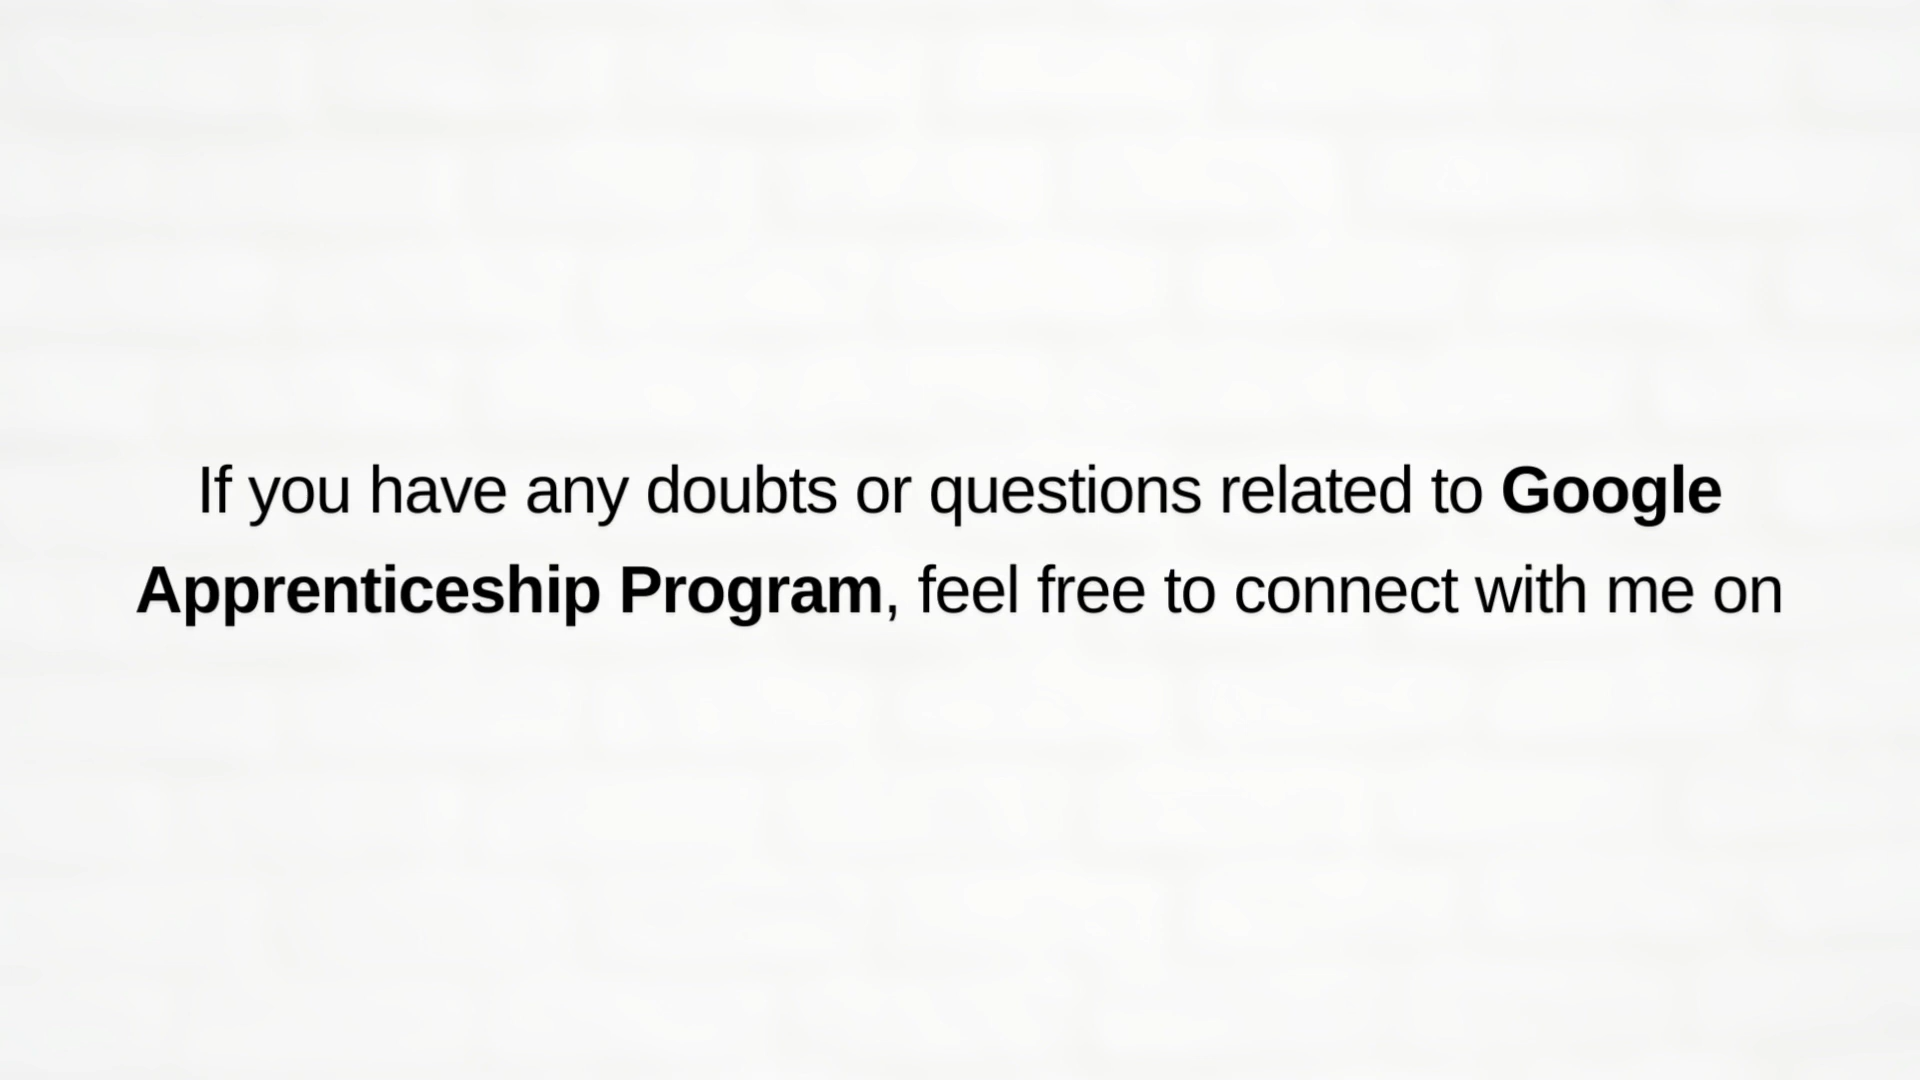 If you have any doubts or questions related to Google
Apprenticeship Program, feel free to connect with me on